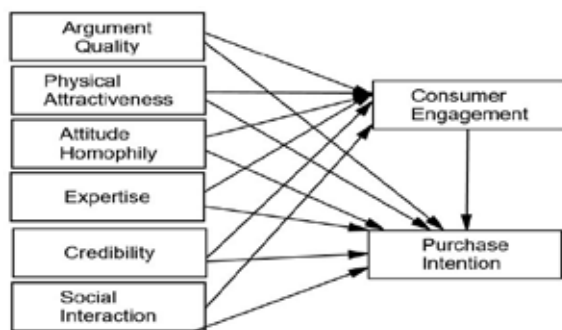 Argument
Quality
Physical
Attractiveness
Attitude
Homophily
Expertise
Credibility
Social
Interaction
Consumer
Engagement
Purchase
Intention